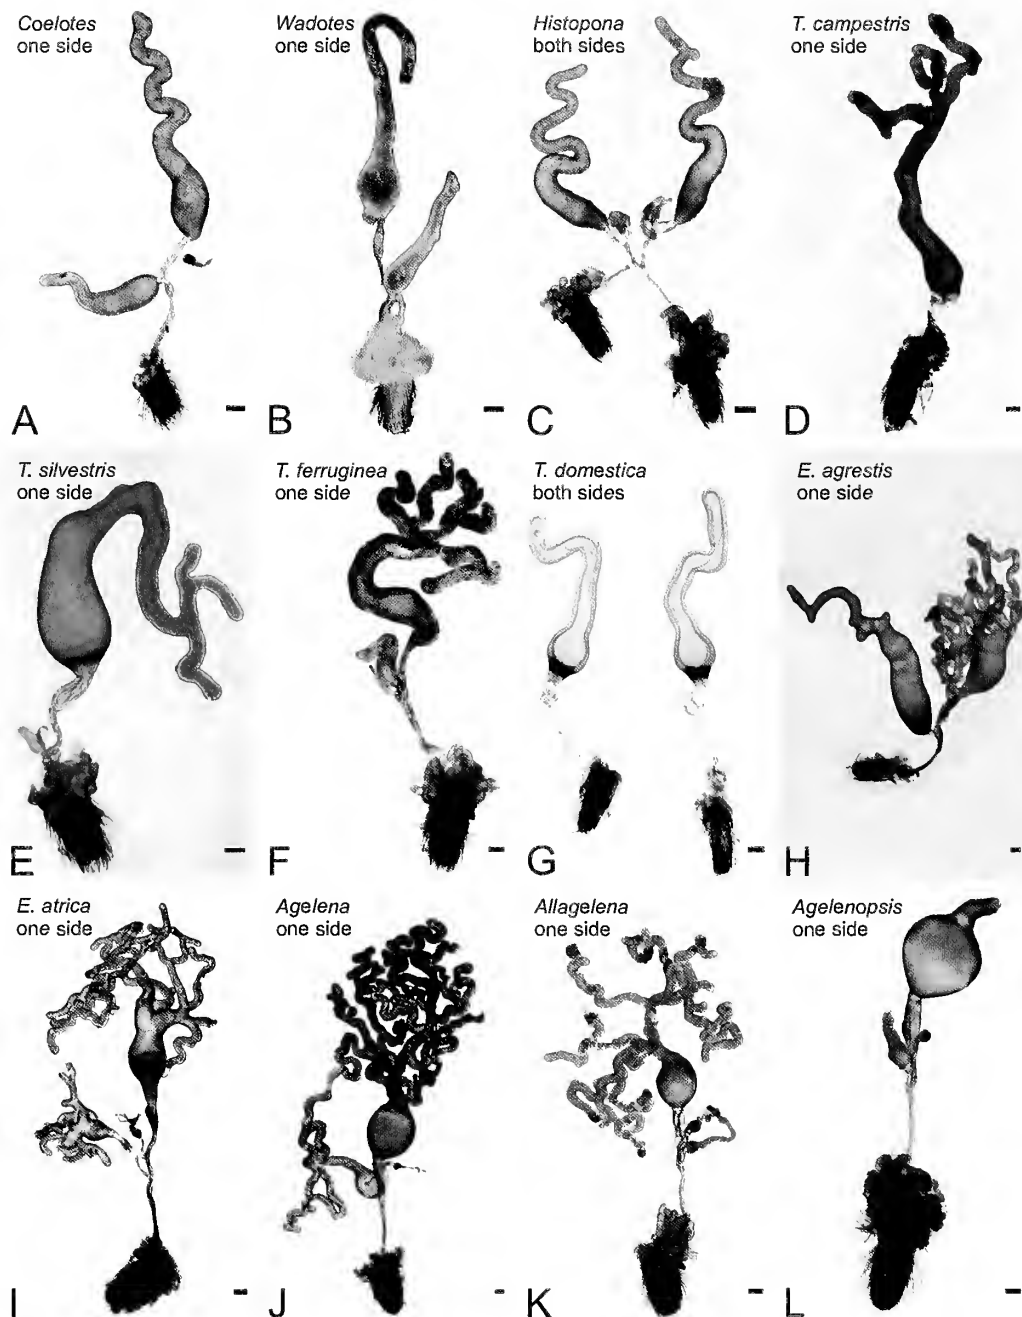 Coelotes
one side
A
Wadotes
one side
B
Histopona
both sides
C
T. campestris
one side
D
T. silvestris
one side
E
T. ferruginea
one side
F
T. domestica
both sides
G
E. agrestis
one side
H
E. atrica
one side
I
Agelena
one side
J
Allagelena
one side
K
Agelenopsis
one side
L